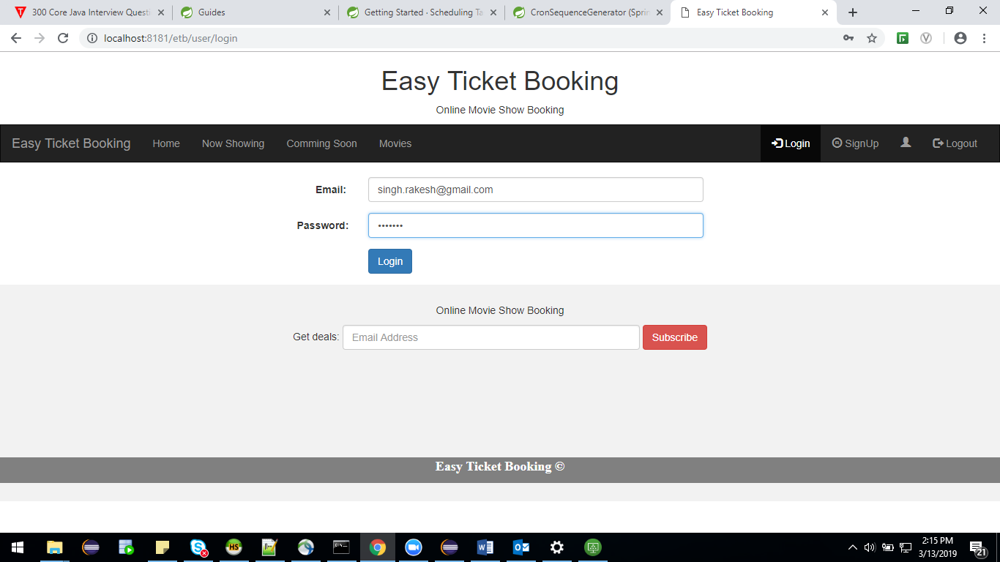 300 Core Java Interview Questi
Guides
Getting Started · Scheduling Ta
CronSequenceGenerator (Sprin
Easy Ticket Booking
localhost:8181/etb/user/login
Easy Ticket Booking
Online Movie Show Booking
Easy Ticket Booking Home Now Showing Comming Soon Movies Login SignUp Logout
Email: singh.rakesh@gmail.com
Password: •••••••
Login
Online Movie Show Booking
Get deals: Email Address Subscribe
Easy Ticket Booking ©
2:15 PM
3/13/2019
21